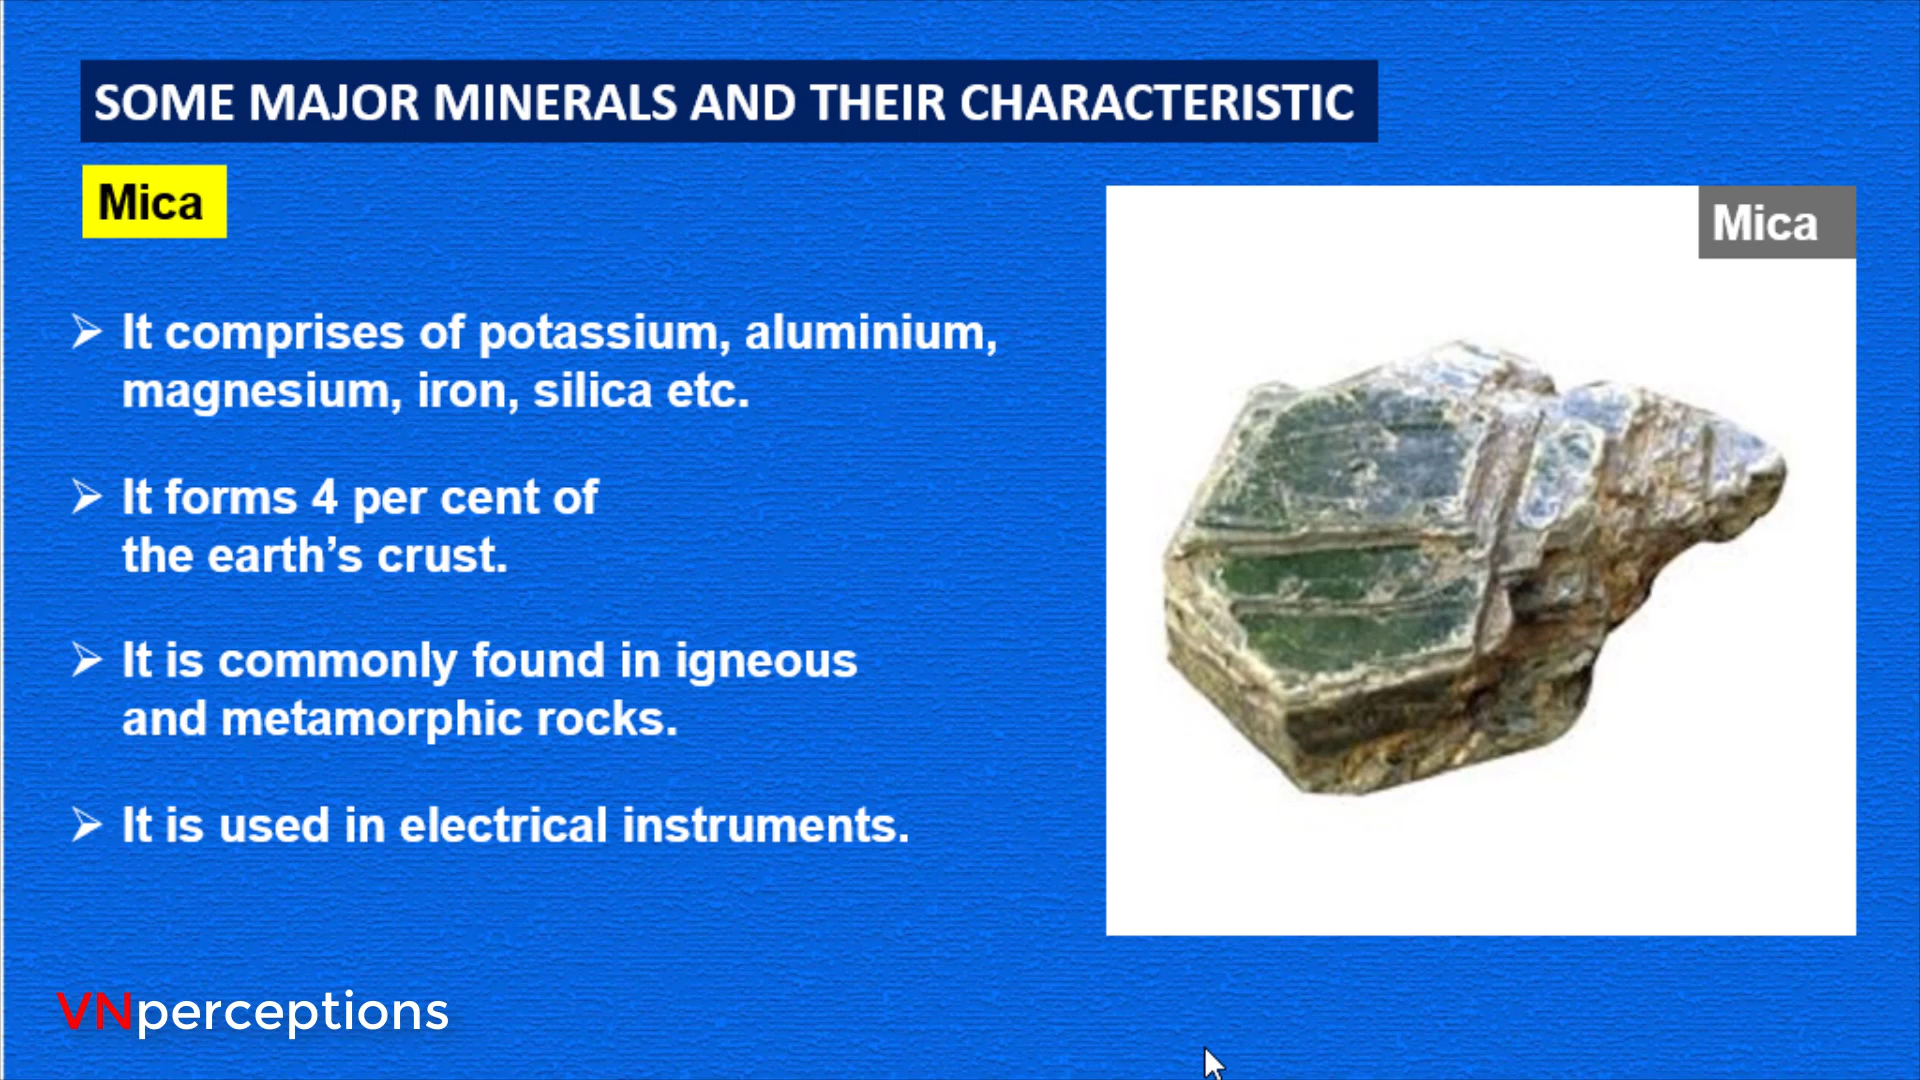 SOME MAJOR MINERALS AND THEIR CHARACTERISTIC
Mica
Mica
➢ It comprises of potassium, aluminium,
magnesium, iron, silica etc.
➢ It forms 4 per cent of
the earth’s crust.
➢ It is commonly found in igneous
and metamorphic rocks.
➢ It is used in electrical instruments.
VNperceptions